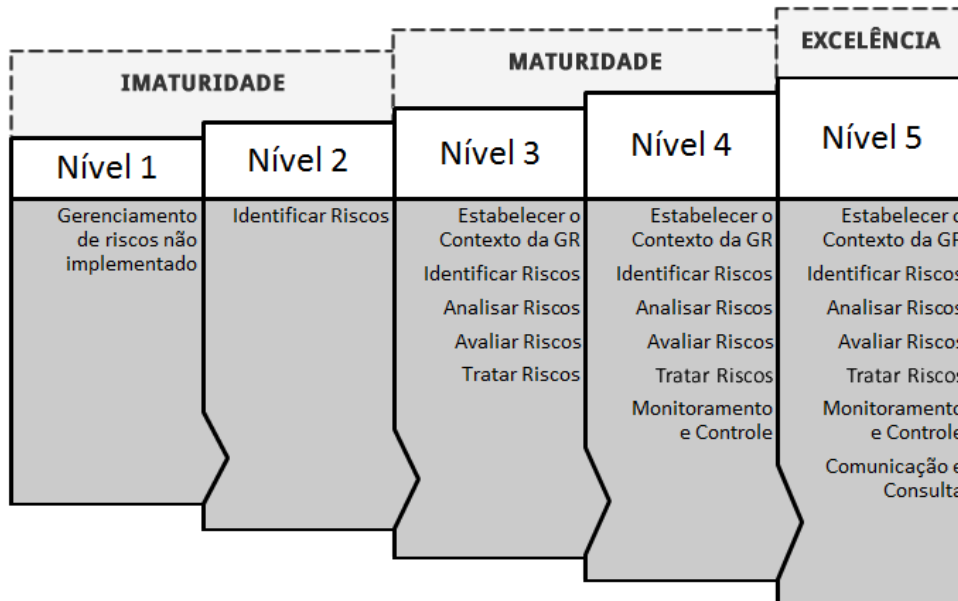 IMATURIDADE
MATURIDADE
EXCELÊNCIA
Nível 1
Nível 2
Nível 3
Nível 4
Nível 5
Gerenciamento
de riscos não
implementado
Identificar Riscos
Estabelecer o
Contexto da GR
Identificar Riscos
Analisar Riscos
Avaliar Riscos
Tratar Riscos
Estabelecer o
Contexto da GR
Identificar Riscos
Analisar Riscos
Avaliar Riscos
Tratar Riscos
Monitoramento
e Controle
Estabelecer o
Contexto da GR
Identificar Riscos
Analisar Riscos
Avaliar Riscos
Tratar Riscos
Monitoramento
e Controle
Comunicação e
Consulta